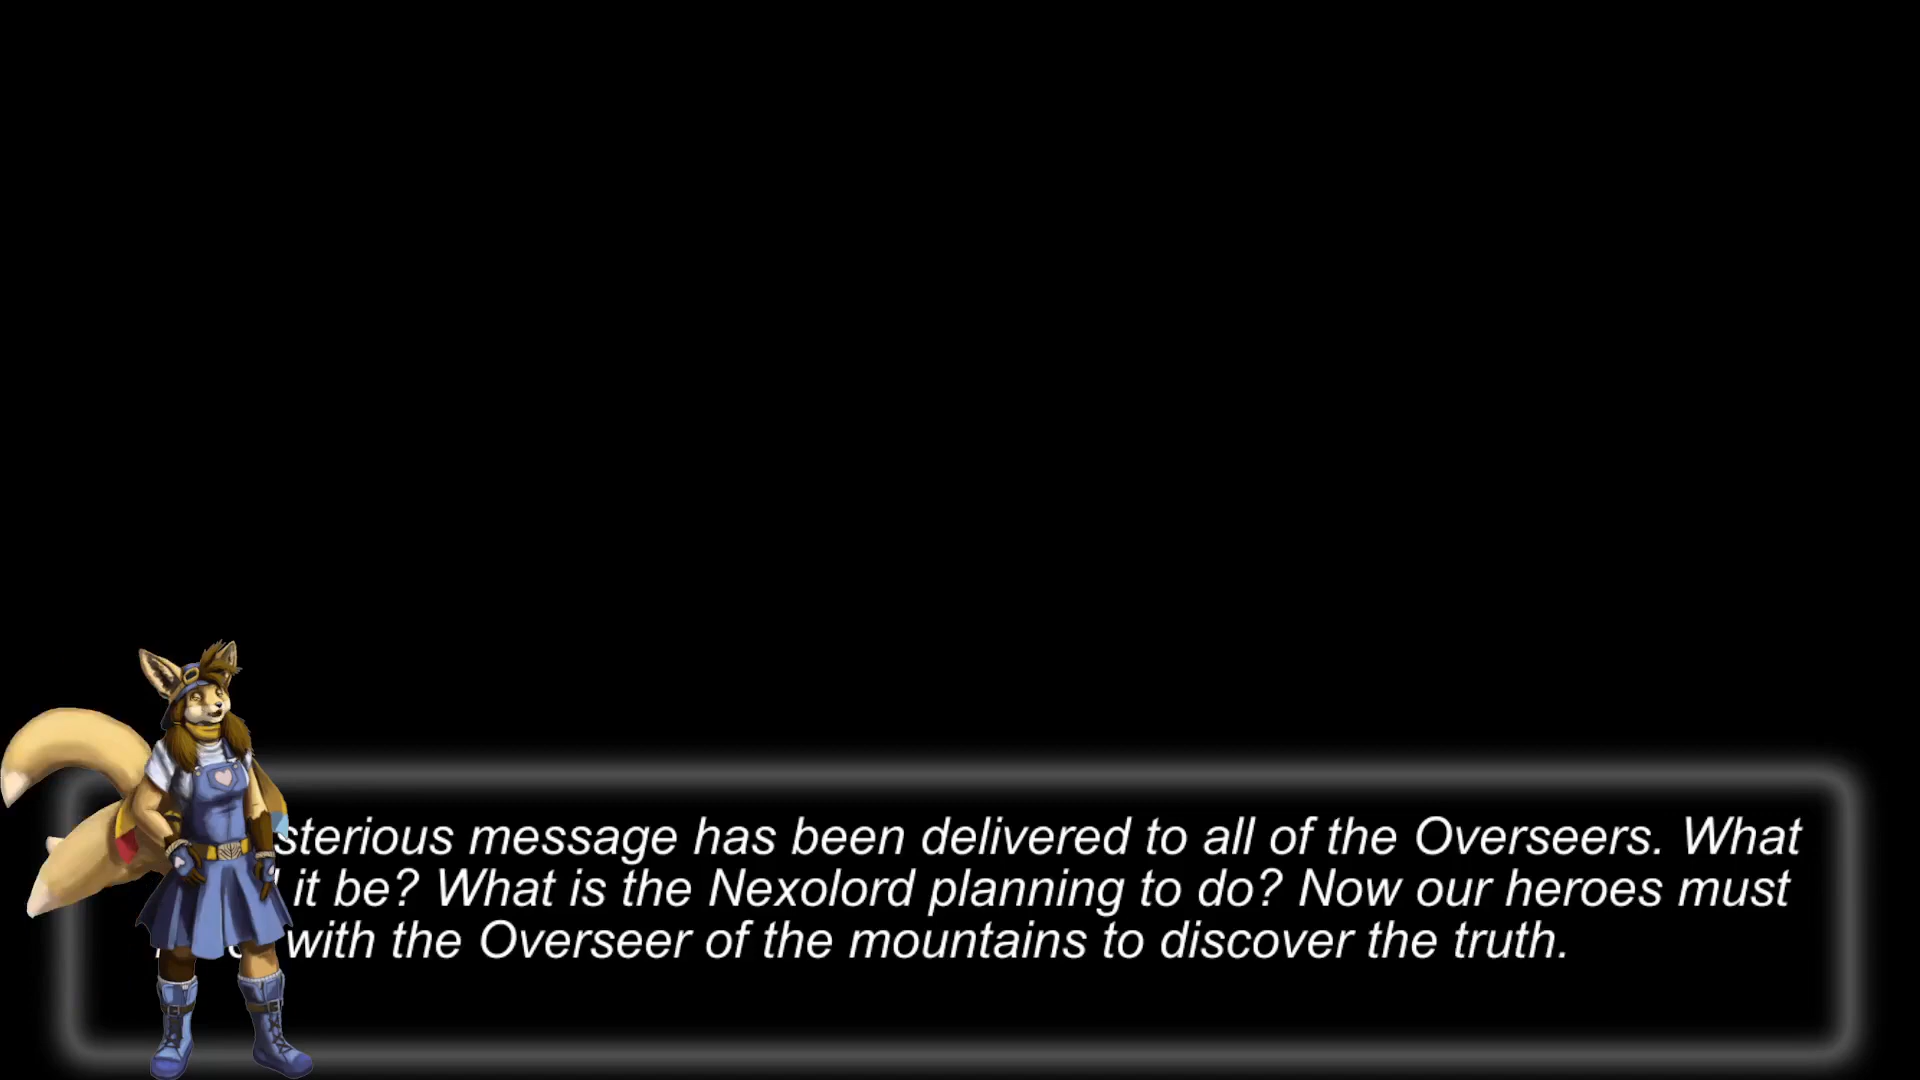 sterious message has been delivered to all of the Overseers. What
it be? What is the Nexolord planning to do? Now our heroes must
with the Overseer of the mountains to discover the truth.